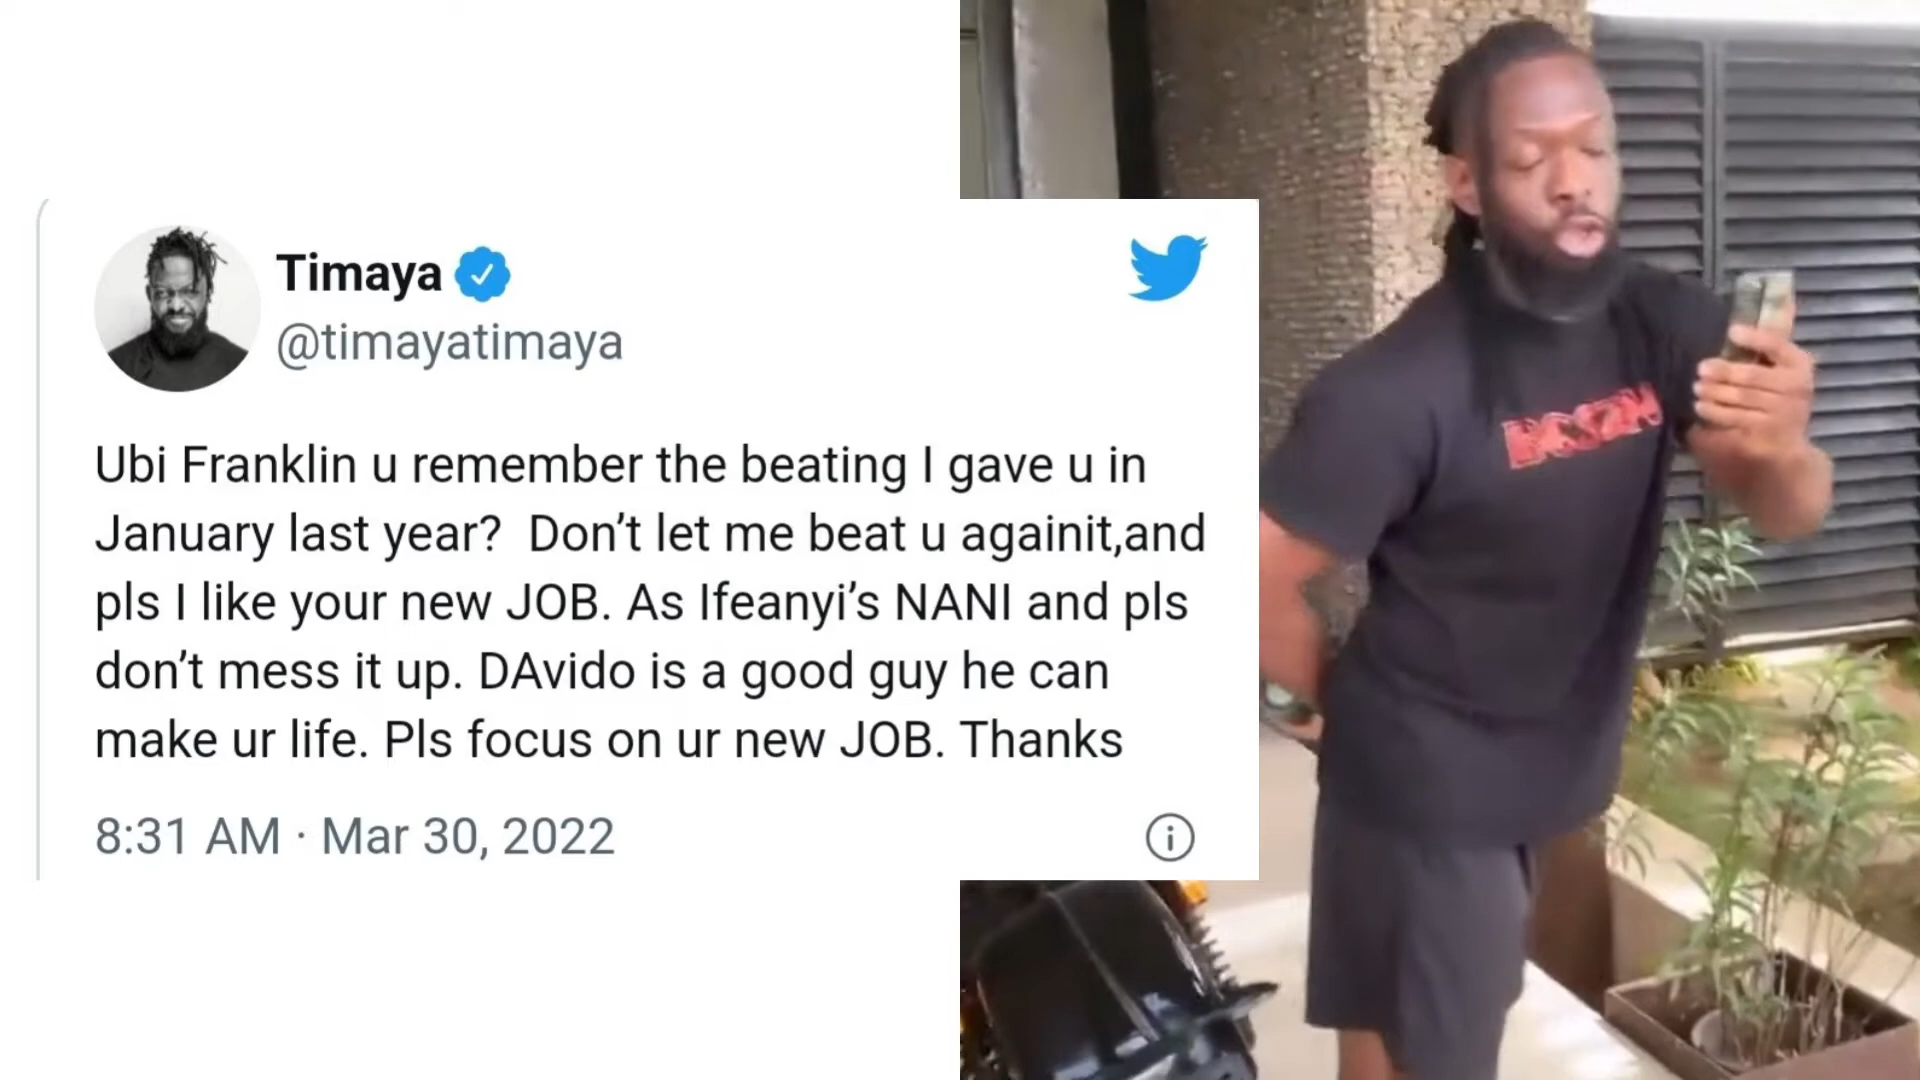 Timaya
@timayatimaya
Ubi Franklin u remember the beating I gave u in
January last year?  Don't let me beat u againit,and
pls I like your new JOB. As Ifeanyi's NANI and pls
don't mess it up. DAvido is a good guy he can
make ur life. Pls focus on ur new JOB. Thanks
8:31 AM · Mar 30, 2022